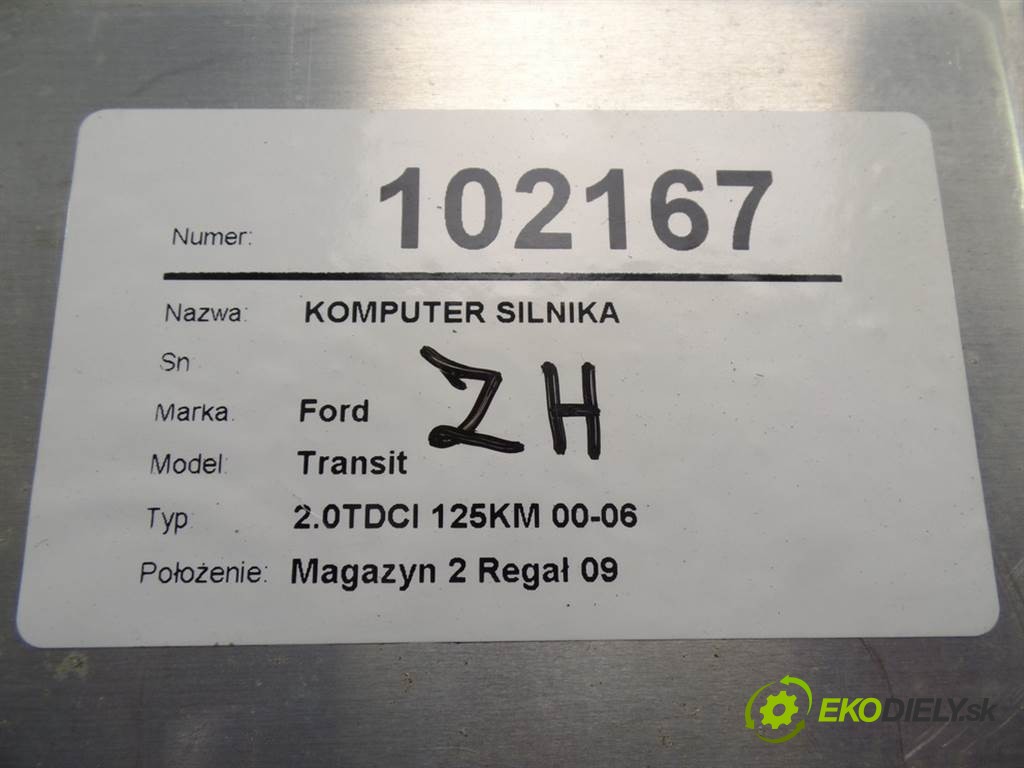 Numer: 102167
Nazwa: KOMPUTER SILNIKA
Sn
ZH
Marka: Ford
Model: Transit
Typ 2.0TDCI 125KM 00-06
Położenie: Magazyn 2 Regał 09
EKODIELY.sk